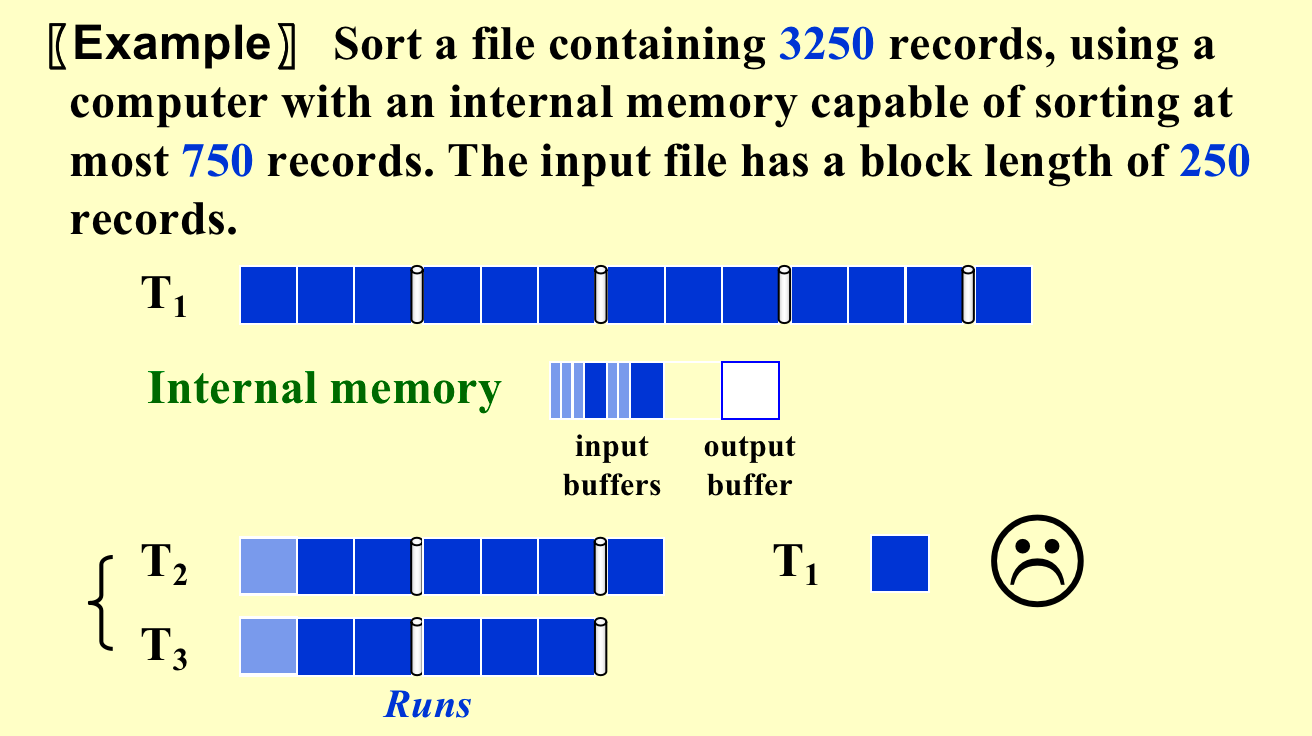 〖Example〗 Sort a file containing 3250 records, using a
computer with an internal memory capable of sorting at
most 750 records. The input file has a block length of 250
records.
T1
Internal memory
input output
buffers buffer
T2 T1
T3
Runs